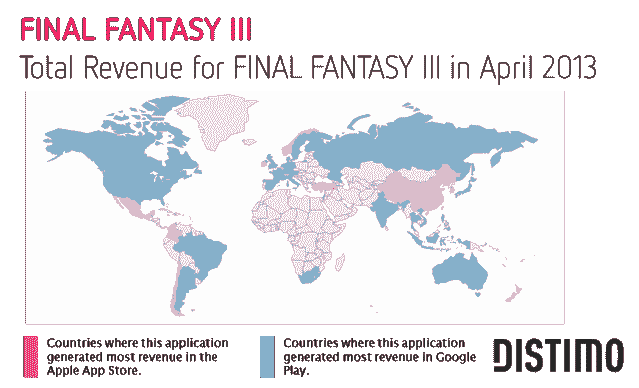 FINAL FANTASY III
Total Revenue for FINAL FANTASY III in April 2013
Countries where this application
generated most revenue in the
Apple App Store.
Countries where this application
generated most revenue in Google
Play.
DISTIMO